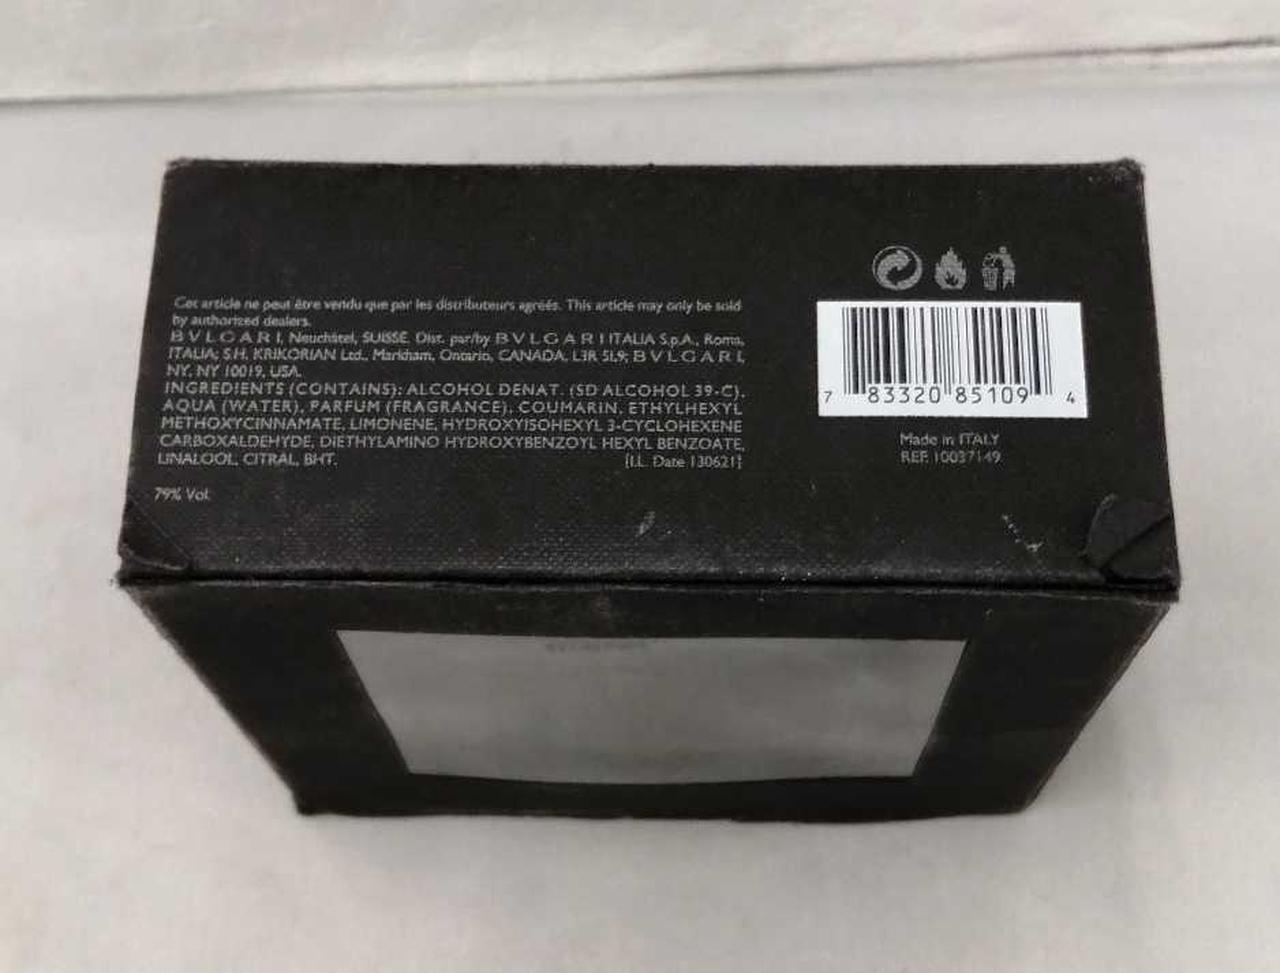 Cet article ne peut être vendu que par les distributeurs agréés. This article may only be sold
by authorized dealers.
BVLGARI, Neuchâtel, SUISSE. Dist. par/by BVLGARI ITALIA S.p.A., Roma,
ITALIA; S.H. KRIKORIAN Ltd., Markham, Ontario, CANADA, L3R 5L9; BVLGARI,
NY, NY 10019, USA.
INGREDIENTS (CONTAINS): ALCOHOL DENAT. (SD ALCOHOL 39-C),
AQUA (WATER), PARFUM (FRAGRANCE), COUMARIN, ETHYLHEXYL
METHOXYCINNAMATE, LIMONENE, HYDROXYISOHEXYL 3-CYCLOHEXENE
CARBOXALDEHYDE, DIETHYLAMINO HYDROXYBENZOYL HEXYL BENZOATE,
LINALOOL, CITRAL, BHT. [I.L. Date 130621]
79% Vol.
7 83320 85109 4
Made in ITALY
REF. 10037149